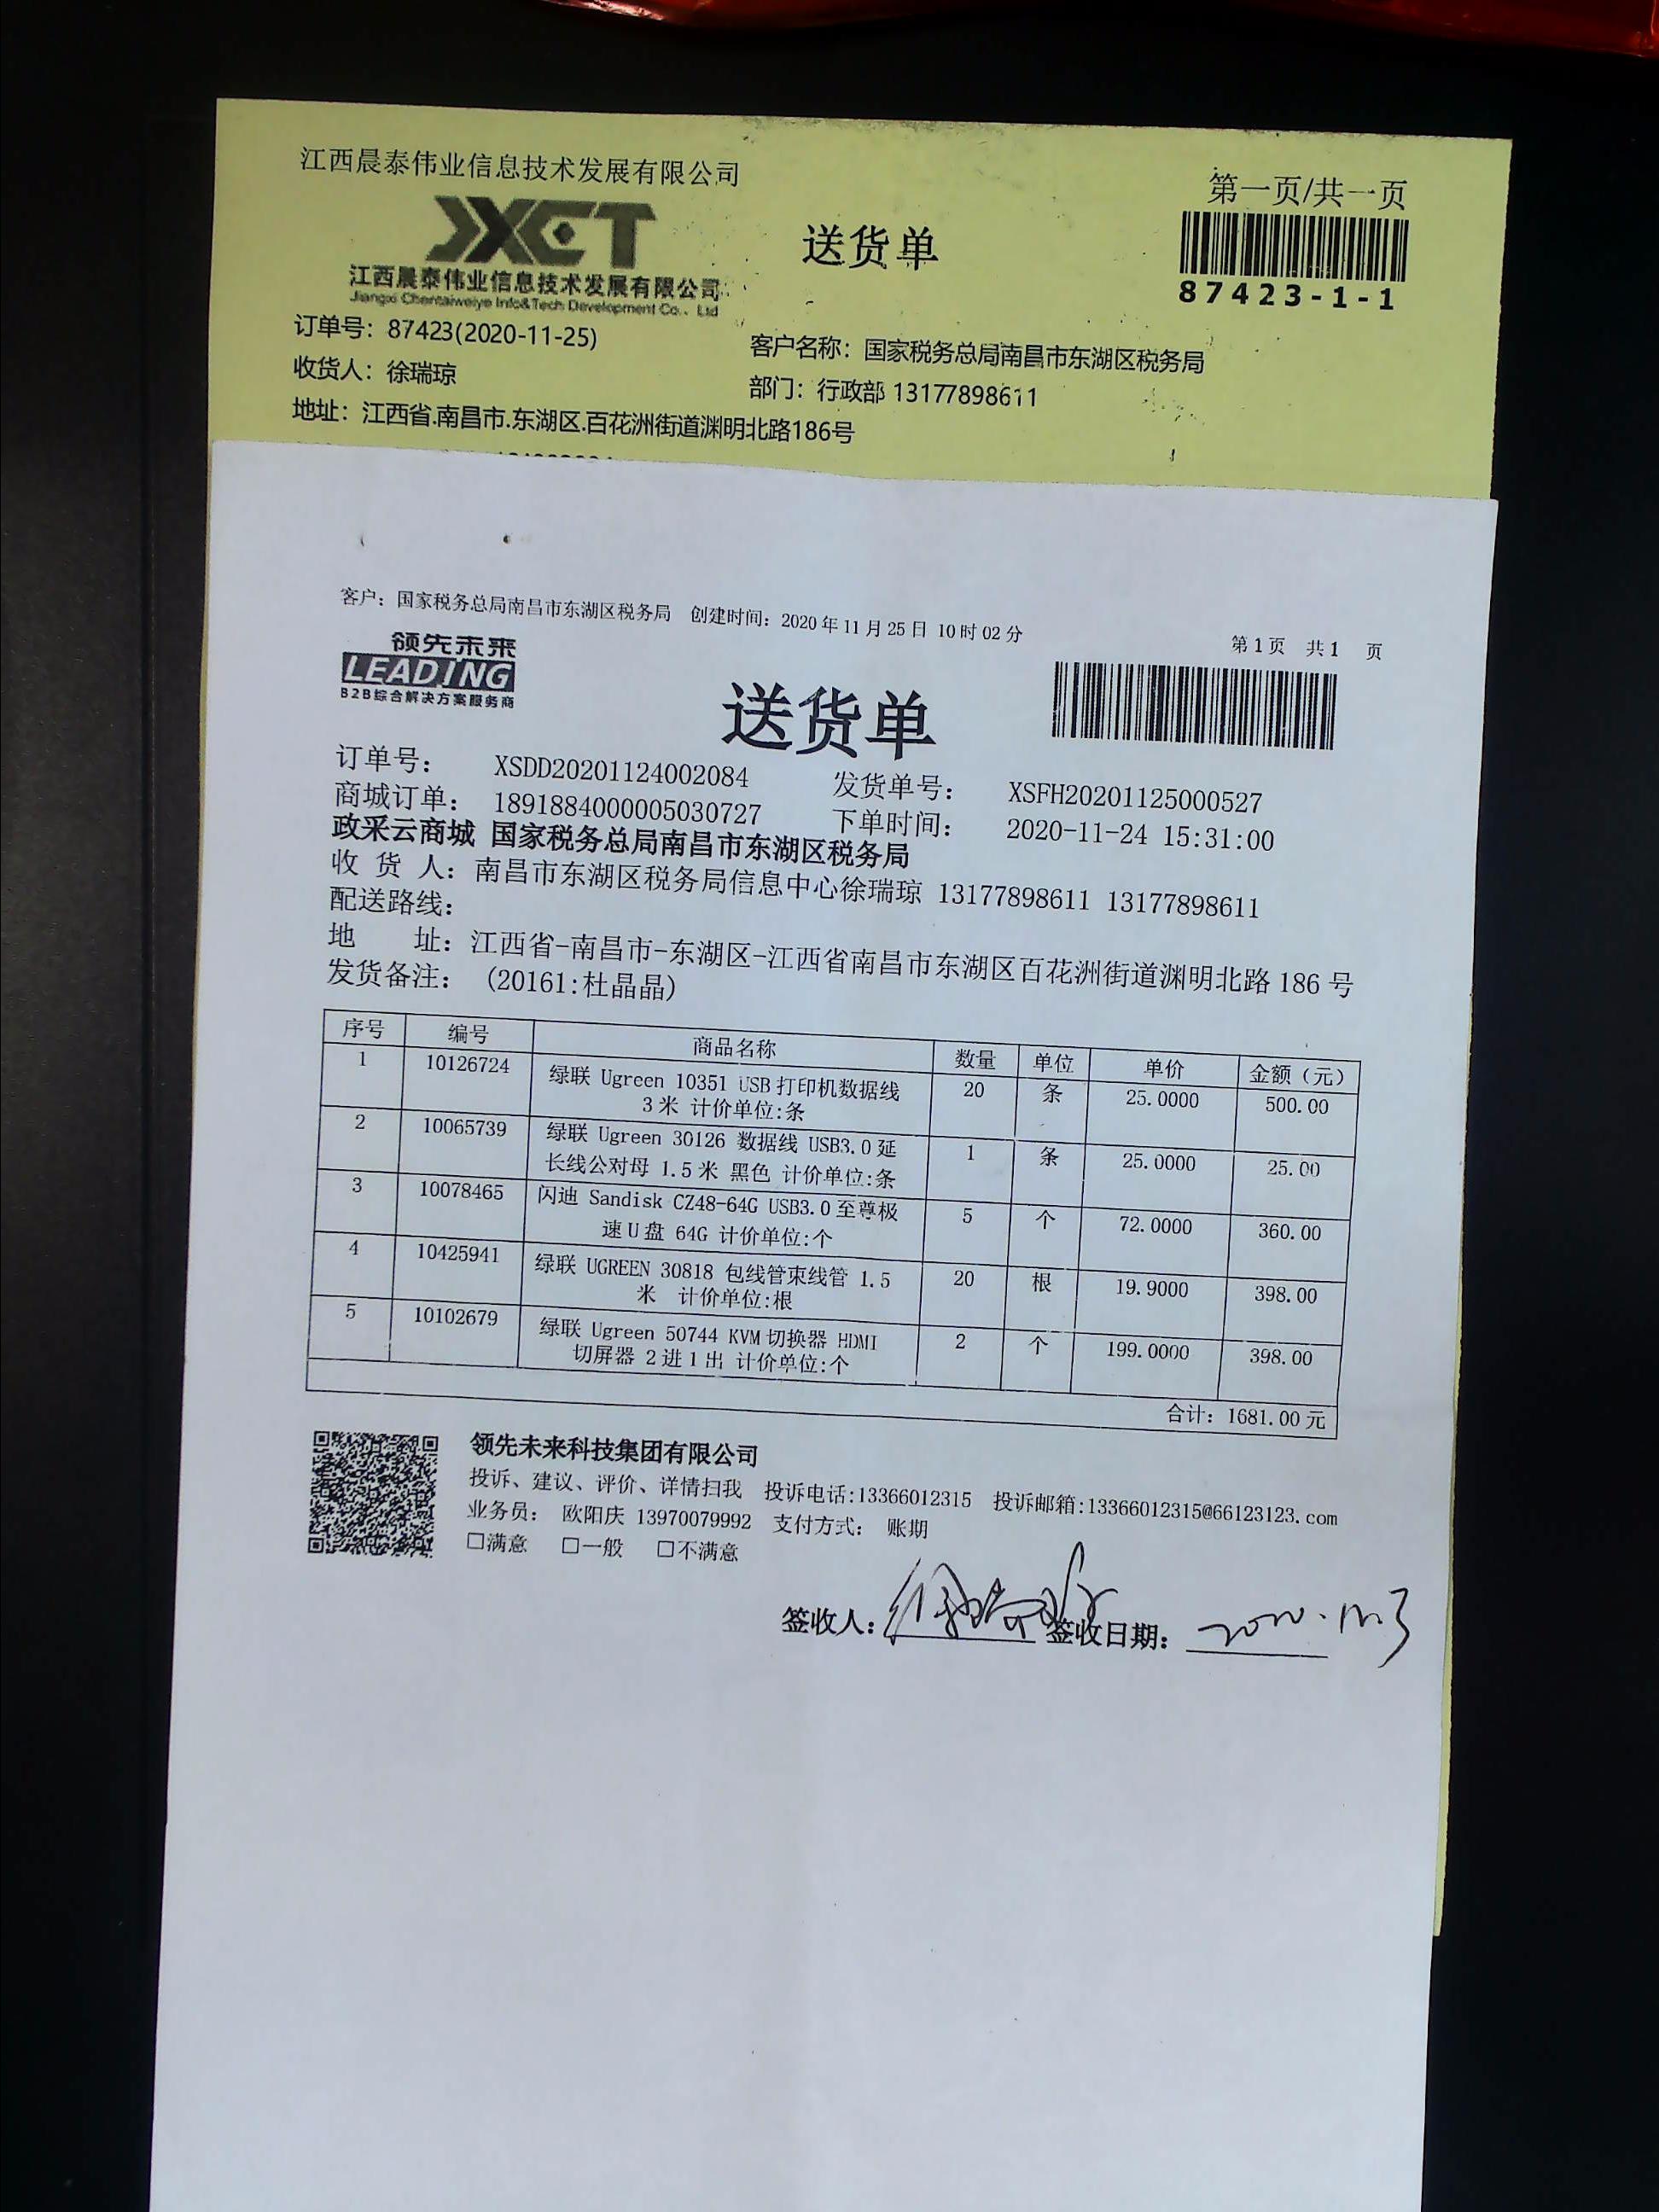 江西晨泰伟业信息技术发展有限公司
第一页/共一页
JXCT
送货单
江西晨泰伟业信息技术发展有限公司
Jiangxi Chentaiweiye Info&Tech Development Co., Ltd
87423-1-1
订单号：87423(2020-11-25)
客户名称：国家税务总局南昌市东湖区税务局
收货人：徐瑞琼
部门：行政部 13177898611
地址：江西省.南昌市.东湖区.百花洲街道渊明北路186号
客户：国家税务总局南昌市东湖区税务局 创建时间：2020年11月25日 10时02分
第1页 共1 页
领先未来
LEADING
B2B综合解决方案服务商
送货单
订单号： XSDD20201124002084 发货单号： XSFH20201125000527
商城订单： 1891884000005030727 下单时间： 2020-11-24 15:31:00
政采云商城 国家税务总局南昌市东湖区税务局
收 货 人：南昌市东湖区税务局信息中心徐瑞琼 13177898611 13177898611
配送路线：
地 址：江西省-南昌市-东湖区-江西省南昌市东湖区百花洲街道渊明北路186号
发货备注： (20161:杜晶晶)
序号 编号 商品名称 数量 单位 单价 金额（元）
1 10126724 绿联 Ugreen 10351 USB打印机数据线 20 条 25.0000 500.00
3米 计价单位:条
2 10065739 绿联 Ugreen 30126 数据线 USB3.0延 1 条 25.0000 25.00
长线公对母 1.5米 黑色 计价单位:条
3 10078465 闪迪 Sandisk CZ48-64G USB3.0至尊极 5 个 72.0000 360.00
速U盘 64G 计价单位:个
4 10425941 绿联 UGREEN 30818 包线管束线管 1.5 20 根 19.9000 398.00
米 计价单位:根
5 10102679 绿联 Ugreen 50744 KVM切换器 HDMI 2 个 199.0000 398.00
切屏器 2进1出 计价单位:个
合计：1681.00元
领先未来科技集团有限公司
投诉、建议、评价、详情扫我 投诉电话:13366012315 投诉邮箱:13366012315@66123123.com
业务员： 欧阳庆 13970079992 支付方式： 账期
□满意 □一般 □不满意
签收人：徐瑞琼 签收日期： 2020.12.3